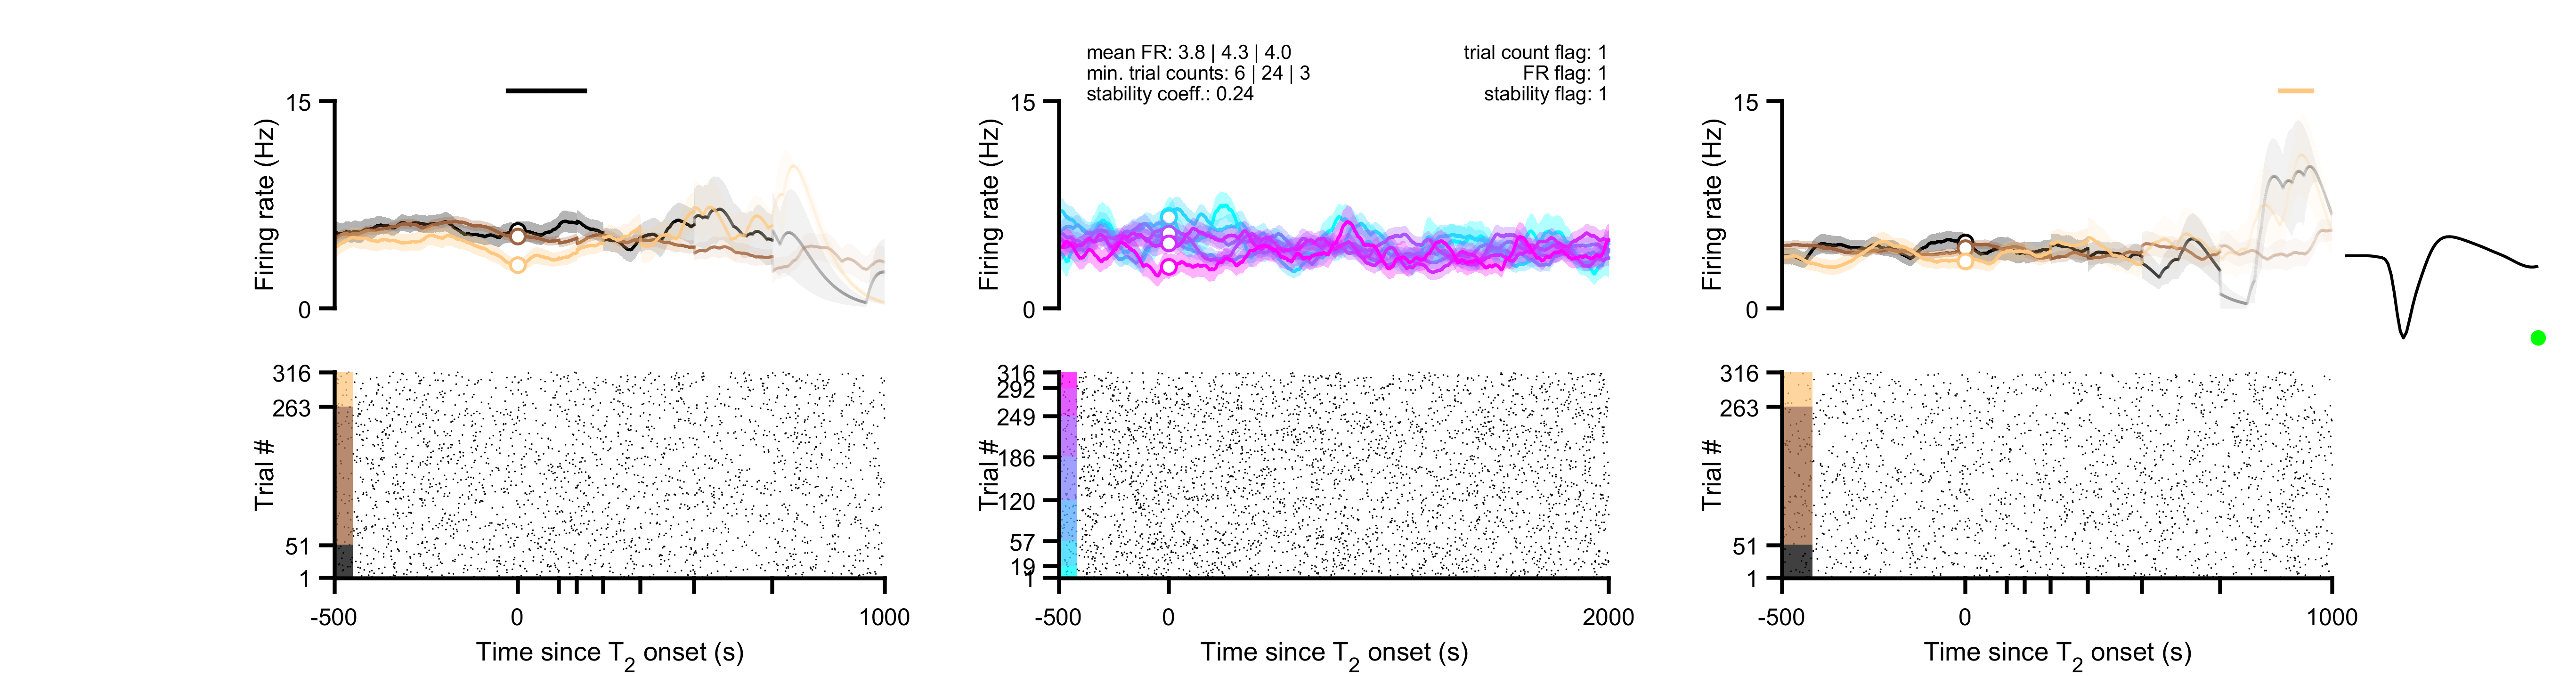 mean FR: 3.8 | 4.3 | 4.0
min. trial counts: 6 | 24 | 3
stability coeff.: 0.24
trial count flag: 1
FR flag: 1
stability flag: 1
15
0
Firing rate (Hz)
316
263
51
1
Trial #
-500
0
1000
Time since T2 onset (s)
15
0
Firing rate (Hz)
316
292
249
186
120
57
19
1
Trial #
-500
0
2000
Time since T2 onset (s)
15
0
Firing rate (Hz)
316
263
51
1
Trial #
-500
0
1000
Time since T2 onset (s)